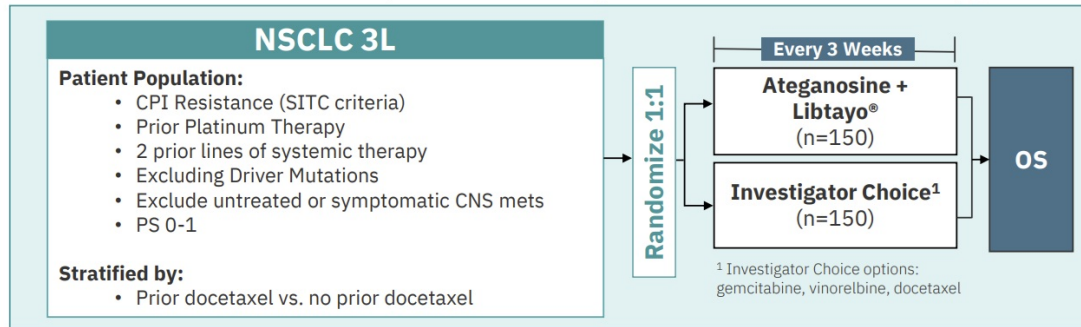 NSCLC 3L
Patient Population:
• CPI Resistance (SITC criteria)
• Prior Platinum Therapy
• 2 prior lines of systemic therapy
• Excluding Driver Mutations
• Exclude untreated or symptomatic CNS mets
• PS 0-1
Stratified by:
• Prior docetaxel vs. no prior docetaxel
Randomize 1:1
Every 3 Weeks
Ateganosine +
Libtayo®
(n=150)
Investigator Choice¹
(n=150)
¹ Investigator Choice options:
gemcitabine, vinorelbine, docetaxel
OS